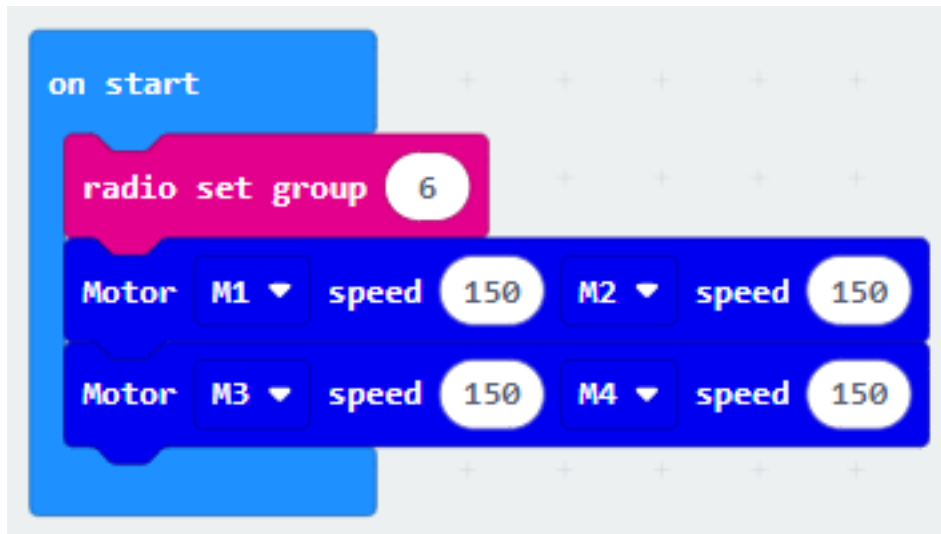 on start
radio set group 6
Motor M1 speed 150 M2 speed 150
Motor M3 speed 150 M4 speed 150